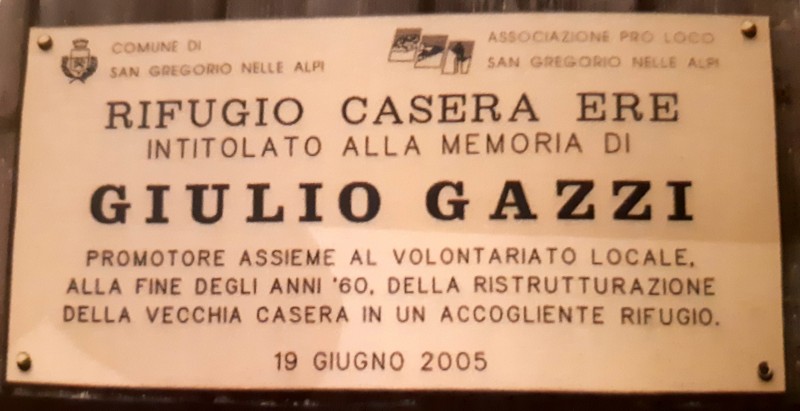 COMUNE DI
SAN GREGORIO NELLE ALPI
ASSOCIAZIONE PRO LOCO
SAN GREGORIO NELLE ALPI
RIFUGIO CASERA ERE
INTITOLATO ALLA MEMORIA DI
GIULIO GAZZI
PROMOTORE ASSIEME AL VOLONTARIATO LOCALE,
ALLA FINE DEGLI ANNI '60, DELLA RISTRUTTURAZIONE
DELLA VECCHIA CASERA IN UN ACCOGLIENTE RIFUGIO.
19 GIUGNO 2005